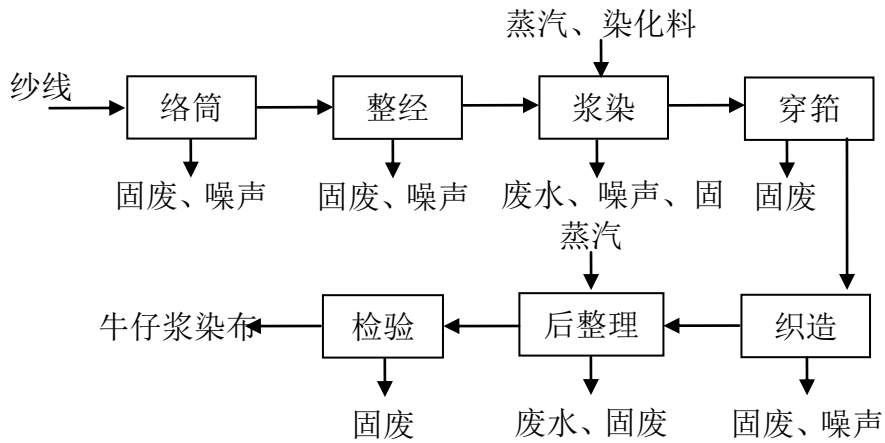 蒸汽、染化料
纱线
络筒
整经
浆染
穿筘
固废、噪声
固废、噪声
废水、噪声、固
固废
蒸汽
牛仔浆染布
检验
后整理
织造
固废
废水、固废
固废、噪声